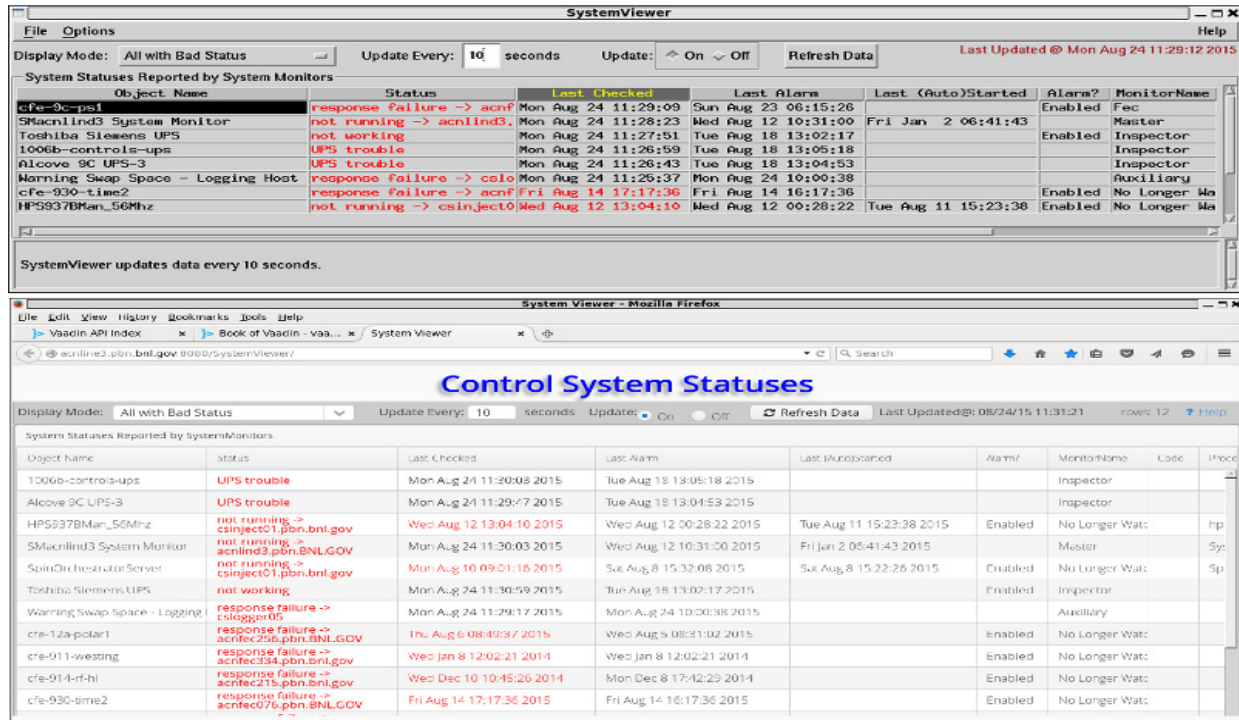 SystemViewer
File Options Help
Display Mode: All with Bad Status Update Every: 10 seconds Update: On Off Refresh Data Last Updated @ Mon Aug 24 11:29:12 2015
System Statuses Reported by System Monitors
Object Name Status Last Checked Last Alarm Last (Auto)Started Alarm? MonitorName
cfe-9c-ps1 response failure -> acnf Mon Aug 24 11:29:09 Sun Aug 23 06:15:26 Enabled Fec
SMacnlind3 System Monitor not running -> acnlind3. Mon Aug 24 11:28:23 Wed Aug 12 10:31:00 Fri Jan 2 06:41:43 Master
Toshiba Siemens UPS not working Mon Aug 24 11:27:51 Tue Aug 18 13:02:17 Enabled Inspector
1006b-controls-ups UPS trouble Mon Aug 24 11:26:59 Tue Aug 18 13:05:18 Inspector
Alcove 9C UPS-3 UPS trouble Mon Aug 24 11:26:43 Tue Aug 18 13:04:53 Inspector
Warning Swap Space - Logging Host response failure -> cslo Mon Aug 24 11:25:37 Mon Aug 24 10:00:38 Auxiliary
cfe-930-time2 response failure -> acnf Fri Aug 14 17:17:36 Fri Aug 14 16:17:36 Enabled No Longer Wa
HPS937BMan_56Mhz not running -> csinject0 Wed Aug 12 13:04:10 Wed Aug 12 00:28:22 Tue Aug 11 15:23:38 Enabled No Longer Wa
SystemViewer updates data every 10 seconds.
System Viewer - Mozilla Firefox
File Edit View History Bookmarks Tools Help
Vaadin API Index Book of Vaadin - vaa... System Viewer
acnline3.pbn.bnl.gov:8080/SystemViewer/ Search
Control System Statuses
Display Mode: All with Bad Status Update Every: 10 seconds Update: On Off Refresh Data Last Updated@: 08/24/15 11:31:21 rows: 12 ? Help
System Statuses Reported by SystemMonitors
Object Name Status Last Checked Last Alarm Last (Auto)Started Alarm? MonitorName Code Proce
1006b-controls-ups UPS trouble Mon Aug 24 11:30:03 2015 Tue Aug 18 13:05:18 2015 Inspector
Alcove 9C UPS-3 UPS trouble Mon Aug 24 11:29:47 2015 Tue Aug 18 13:04:53 2015 Inspector
HPS937BMan_56Mhz not running -> csinject01.pbn.bnl.gov Wed Aug 12 13:04:10 2015 Wed Aug 12 00:28:22 2015 Tue Aug 11 15:23:38 2015 Enabled No Longer Watc hp
SMacnlind3 System Monitor not running -> acnlind3.pbn.BNL.GOV Mon Aug 24 11:30:03 2015 Wed Aug 12 10:31:00 2015 Fri Jan 2 06:41:43 2015 Master Sy
SpinOrchestratorServer not running -> csinject01.pbn.bnl.gov Mon Aug 10 09:01:16 2015 Sat Aug 8 15:32:08 2015 Sat Aug 8 15:22:26 2015 Enabled No Longer Watc Sp
Toshiba Siemens UPS not working Mon Aug 24 11:30:59 2015 Tue Aug 18 13:02:17 2015 Enabled Inspector
Warning Swap Space - Logging response failure -> cslogger05 Mon Aug 24 11:29:17 2015 Mon Aug 24 10:00:38 2015 Auxiliary
cfe-12a-polar1 response failure -> acnfec256.pbn.BNL.GOV Thu Aug 6 08:49:37 2015 Wed Aug 5 08:31:02 2015 Enabled No Longer Watc
cfe-911-westing response failure -> acnfec334.pbn.bnl.gov Wed Jan 8 12:02:21 2014 Wed Jan 8 12:02:21 2014 Enabled No Longer Watc
cfe-914-rf-hl response failure -> acnfec215.pbn.bnl.gov Wed Dec 10 10:45:26 2014 Mon Dec 8 17:42:29 2014 Enabled No Longer Watc
cfe-930-time2 response failure -> acnfec076.pbn.BNL.GOV Fri Aug 14 17:17:36 2015 Fri Aug 14 16:17:36 2015 Enabled No Longer Watc